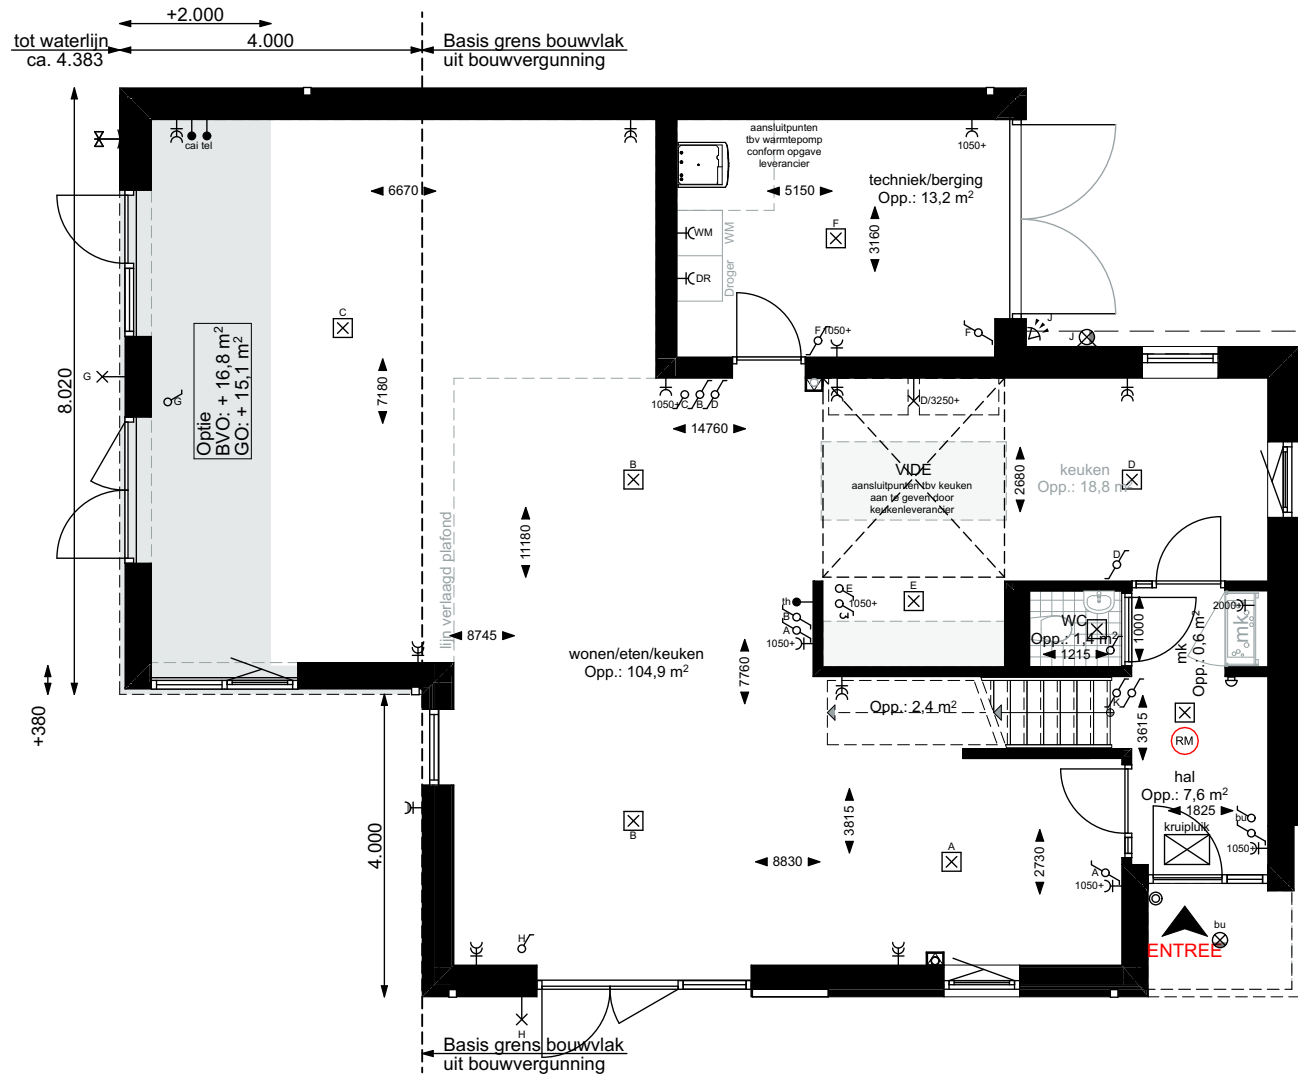 +2.000
tot waterlijn
ca. 4.383
4.000
Basis grens bouwvlak
uit bouwvergunning
cai tel
aansluitpunten
tbv warmtepomp
conform opgave
leverancier
1050+
6670
5150
techniek/berging
Opp.: 13,2 m²
F
3160
WM
WM
DR
Droger
C
F
1050+
F
J
J
8.020
G
G
Optie
BVO: + 16,8 m²
GO: + 15,1 m²
7180
1050+
C
B
D
D/3250+
14760
B
VIDE
aansluitpunten tbv keuken
aan te geven door
keukenleverancier
2680
keuken
Opp.: 18,8 m²
D
11180
lijn verlaagd plafond
D
E
1050+
E
th
E
A
1050+
8745
wonen/eten/keuken
Opp.: 104,9 m²
7760
WC
Opp.: 1,4 m²
1215
1000
mk
Opp.: 0,6 m²
2000+
mk
+380
Opp.: 2,4 m²
K
3615
RM
hal
Opp.: 7,6 m²
1825
kruipluik
bu
1050+
4.000
B
3815
8830
A
2730
A
1050+
H
H
bu
ENTREE
Basis grens bouwvlak
uit bouwvergunning